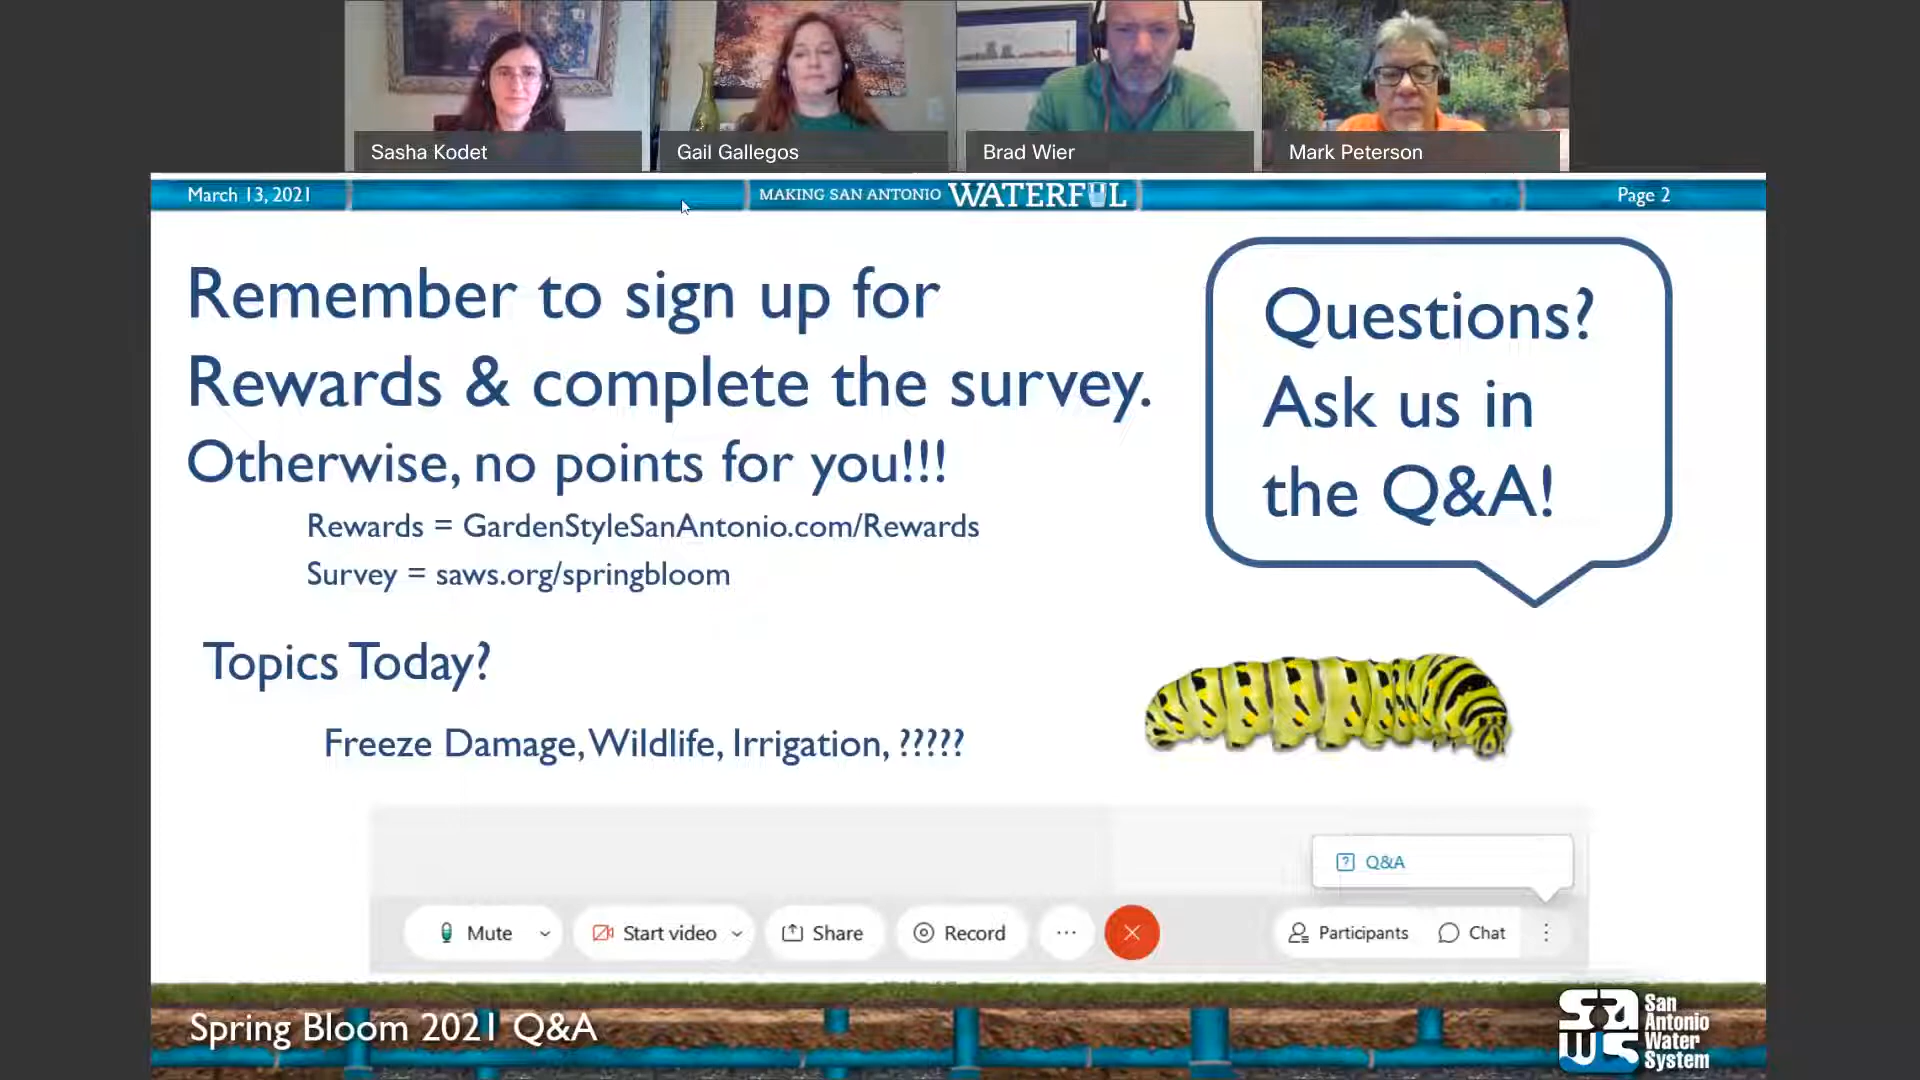 Sasha Kodet
Gail Gallegos
Brad Wier
Mark Peterson
March 13, 2021
MAKING SAN ANTONIO WATERFUL
Page 2
Remember to sign up for
Rewards & complete the survey.
Otherwise, no points for you!!!
Rewards = GardenStyleSanAntonio.com/Rewards
Survey = saws.org/springbloom
Questions?
Ask us in
the Q&A!
Topics Today?
Freeze Damage, Wildlife, Irrigation, ?????
Q&A
Mute
Start video
Share
Record
Participants
Chat
Spring Bloom 2021 Q&A
saws
San
Antonio
Water
System